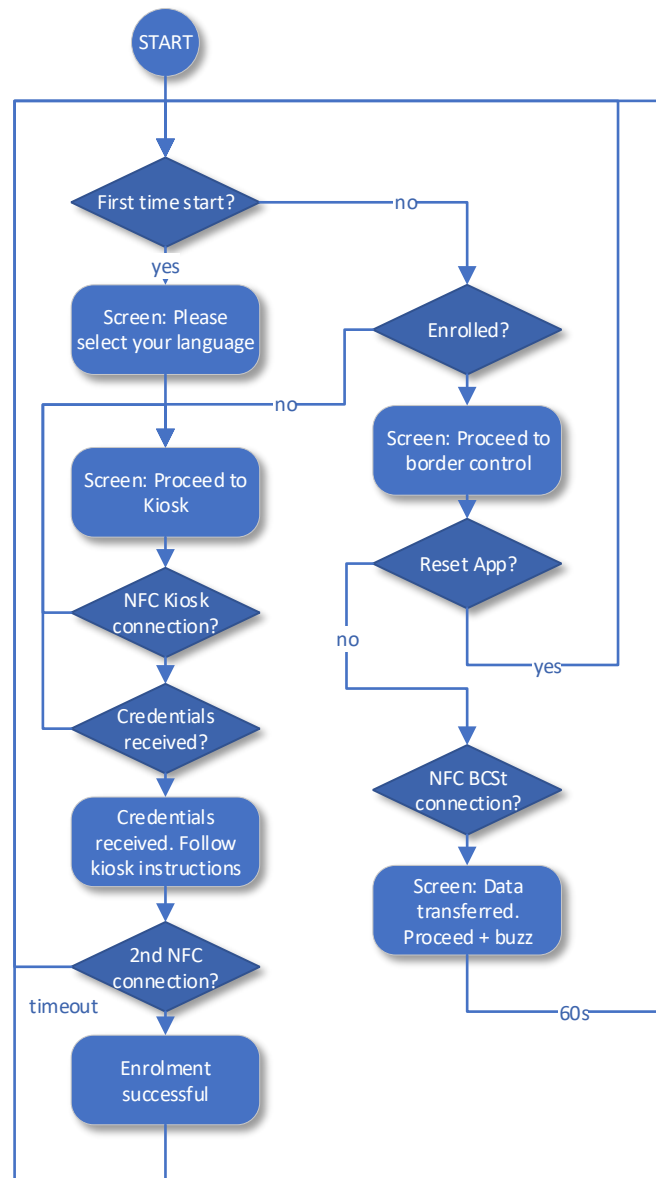 START
First time start?
no
yes
Screen: Please
select your language
Enrolled?
no
Screen: Proceed to
border control
Screen: Proceed to
Kiosk
Reset App?
NFC Kiosk
connection?
no
yes
Credentials
received?
NFC BCSt
connection?
Credentials
received. Follow
kiosk instructions
Screen: Data
transferred.
Proceed + buzz
2nd NFC
connection?
timeout
60s
Enrolment
successful